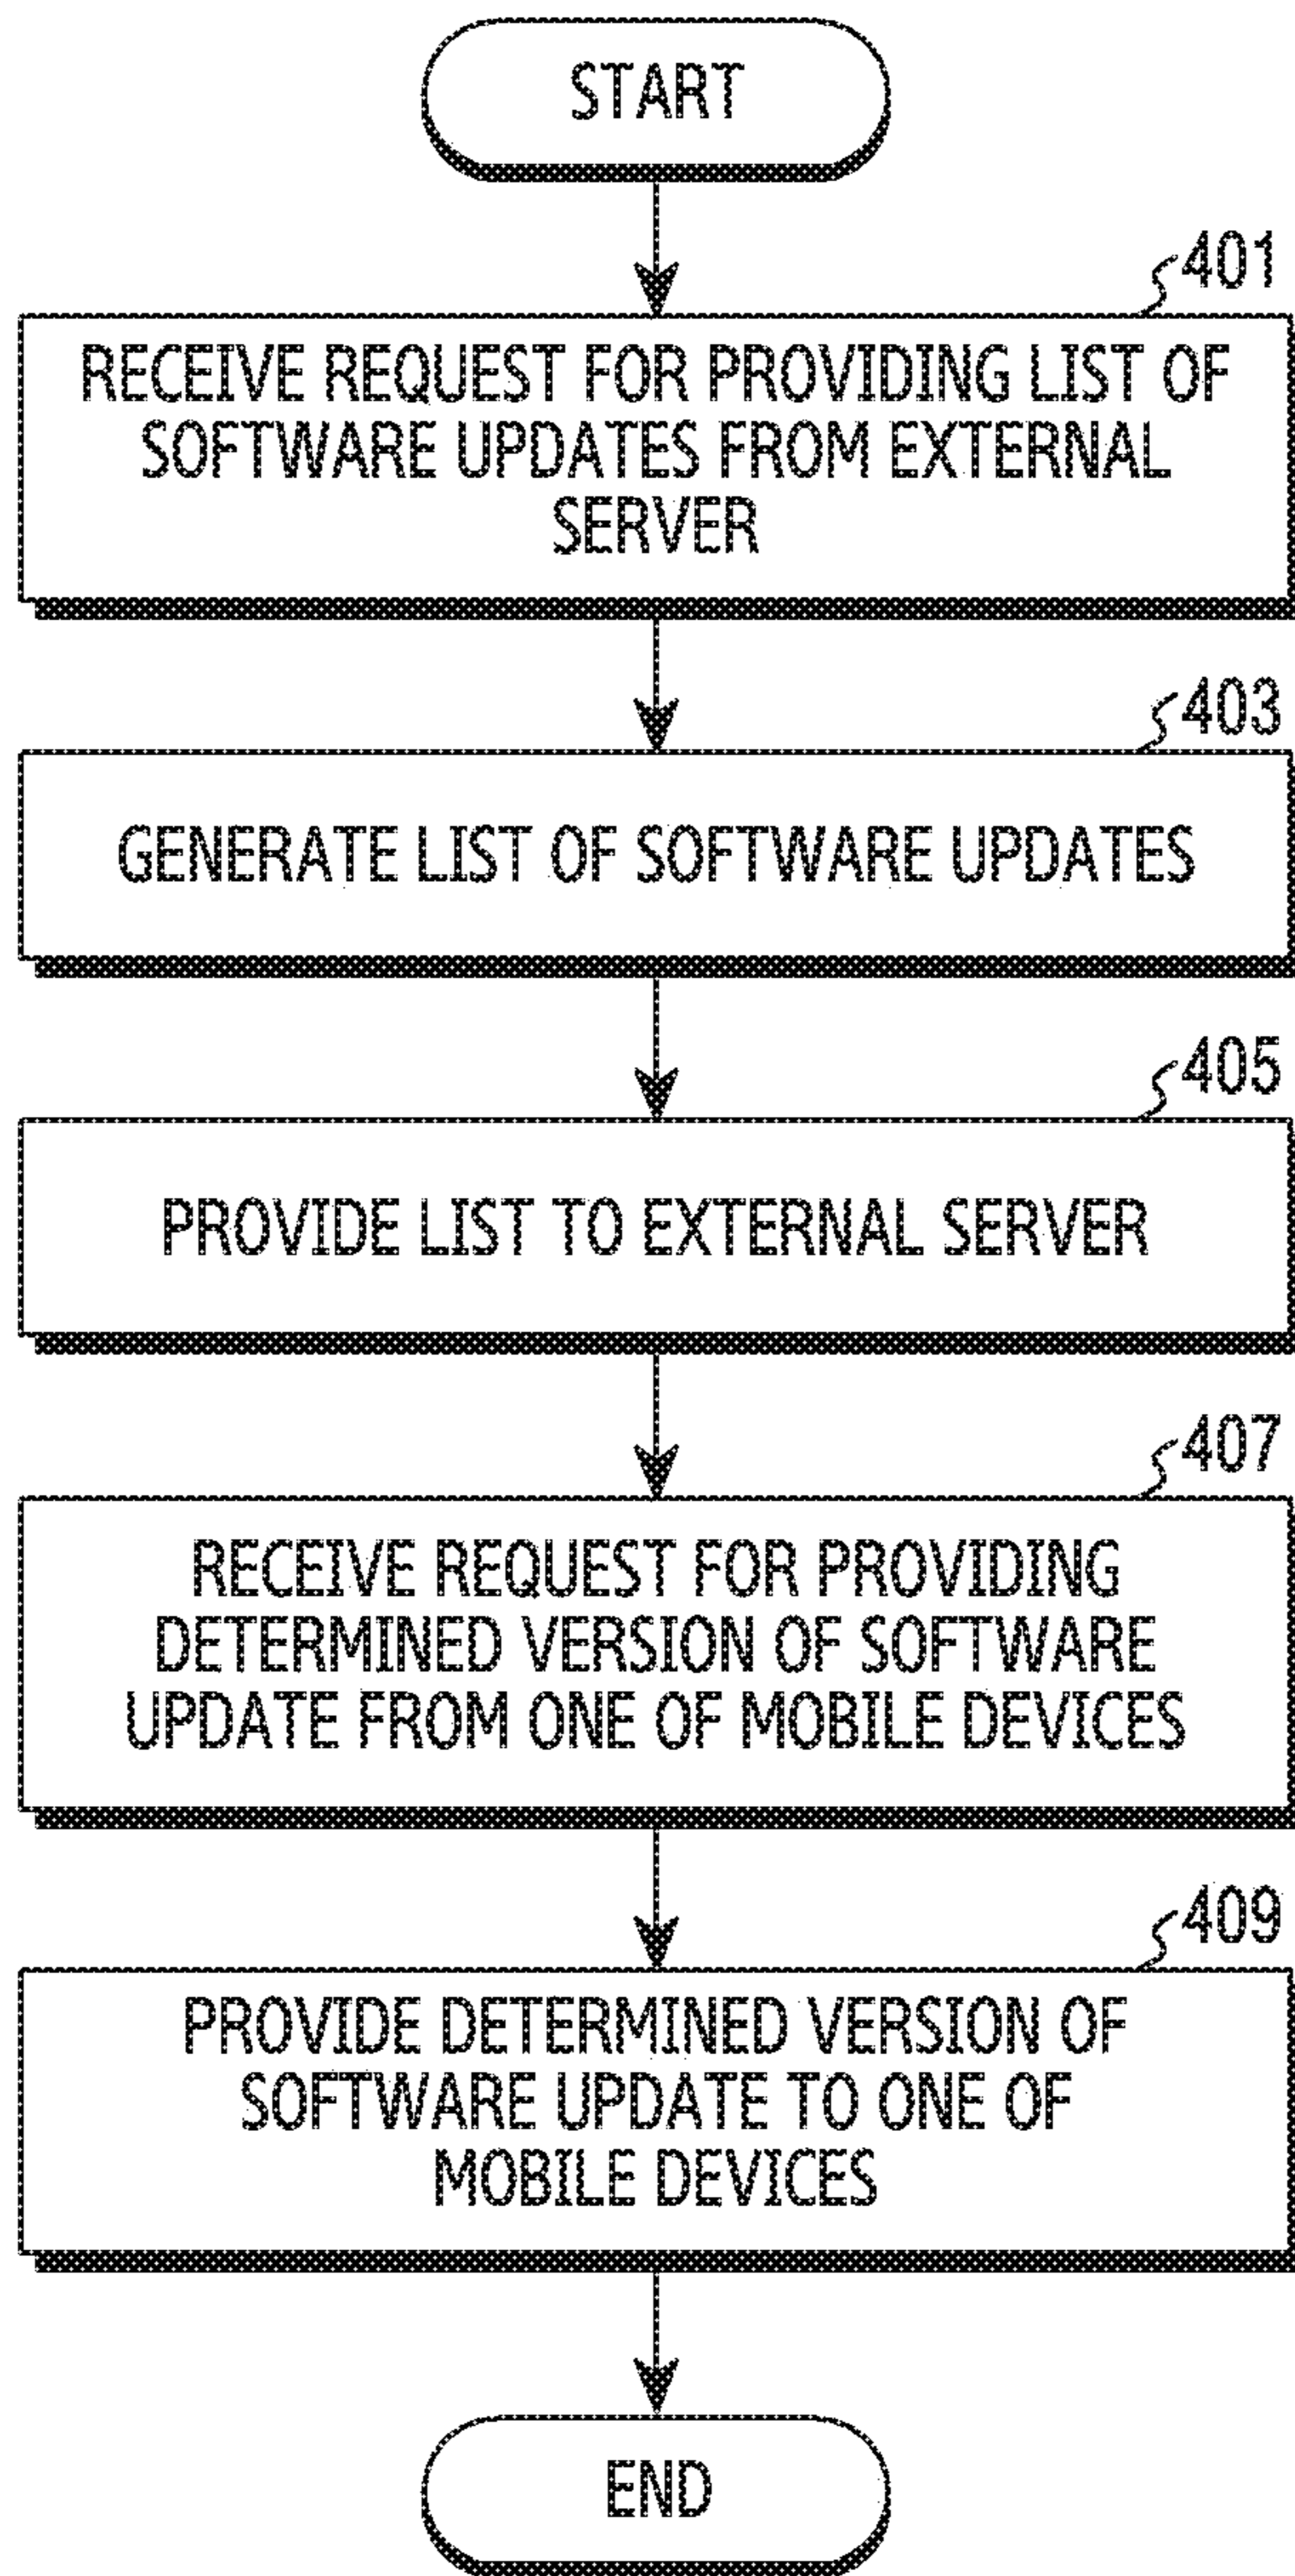 START
401
RECEIVE REQUEST FOR PROVIDING LIST OF
SOFTWARE UPDATES FROM EXTERNAL
SERVER
403
GENERATE LIST OF SOFTWARE UPDATES
405
PROVIDE LIST TO EXTERNAL SERVER
407
RECEIVE REQUEST FOR PROVIDING
DETERMINED VERSION OF SOFTWARE
UPDATE FROM ONE OF MOBILE DEVICES
409
PROVIDE DETERMINED VERSION OF
SOFTWARE UPDATE TO ONE OF
MOBILE DEVICES
END